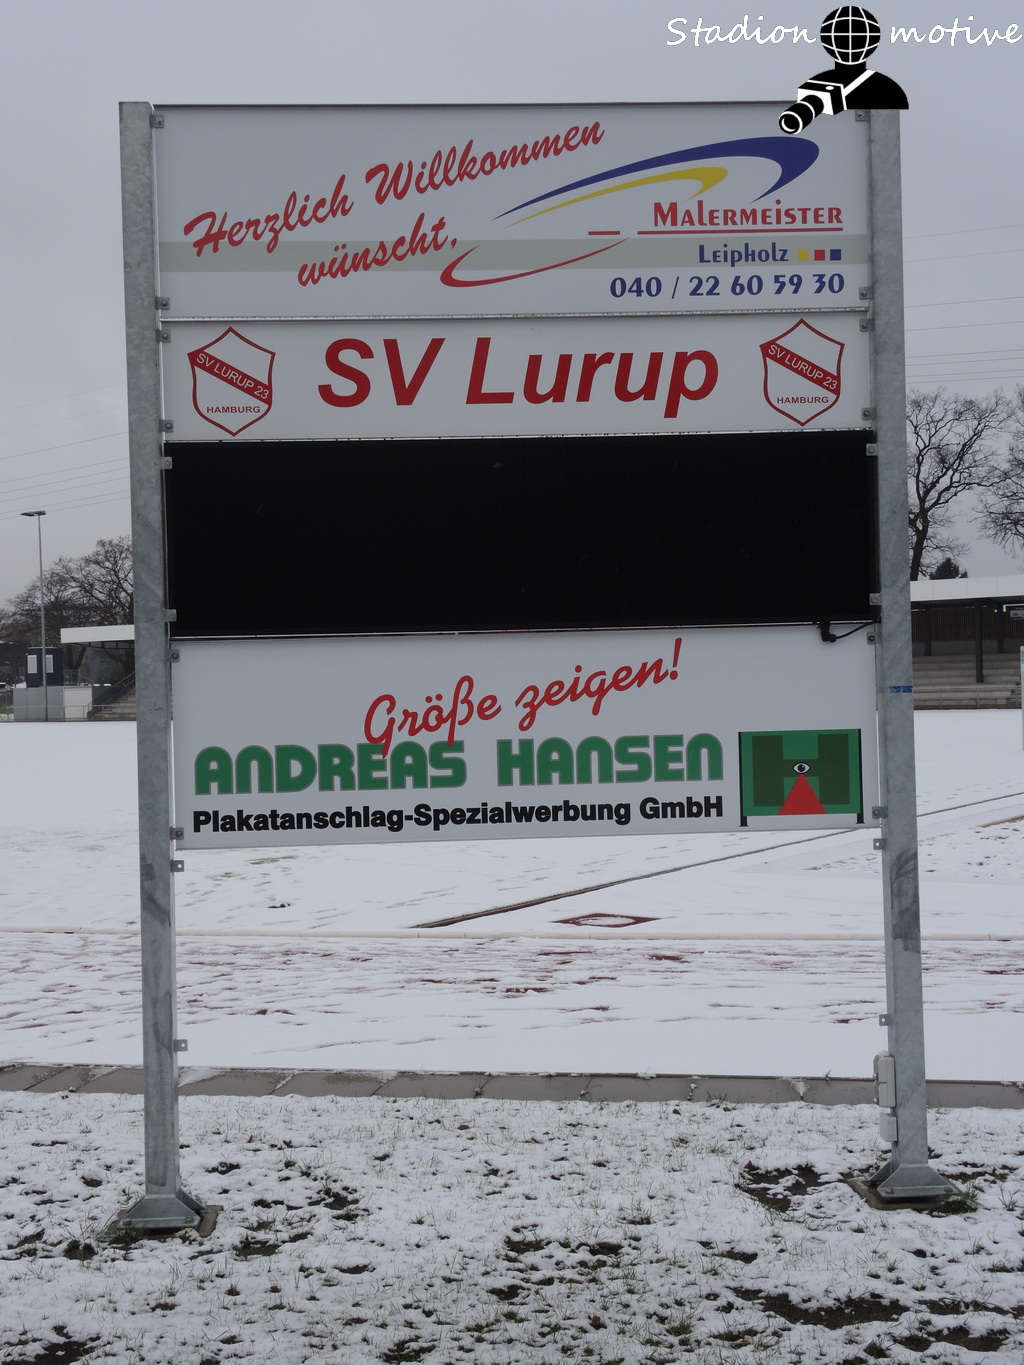 Stadion motive
Herzlich Willkommen
wünscht,
MALERMEISTER
LEIPHOLZ
040 / 22 60 59 30
SV LURUP 23
HAMBURG
SV Lurup
SV LURUP 23
HAMBURG
Größe zeigen!
ANDREAS HANSEN
Plakatanschlag-Spezialwerbung GmbH